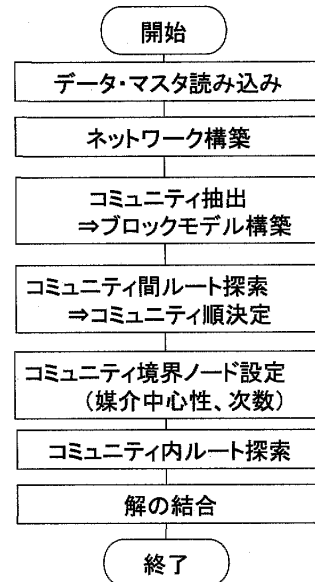 開始
データ・マスタ読み込み
ネットワーク構築
コミュニティ抽出
⇒ブロックモデル構築
コミュニティ間ルート探索
⇒コミュニティ順決定
コミュニティ境界ノード設定
(媒介中心性、次数)
コミュニティ内ルート探索
解の結合
終了